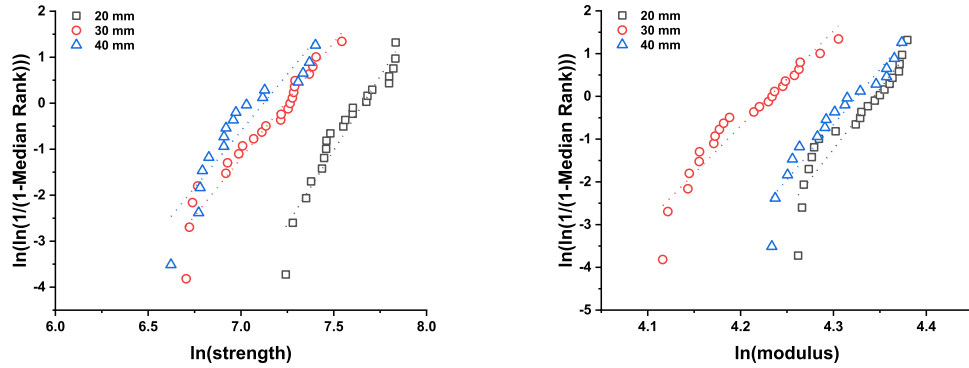 20 mm
30 mm
40 mm
2
1
0
-1
-2
-3
-4
6.0 6.5 7.0 7.5 8.0
ln(strength)
ln(ln(1/(1-Median Rank)))
20 mm
30 mm
40 mm
2
1
0
-1
-2
-3
-4
-5
4.1 4.2 4.3 4.4
ln(modulus)
ln(ln(1/(1-Median Rank)))